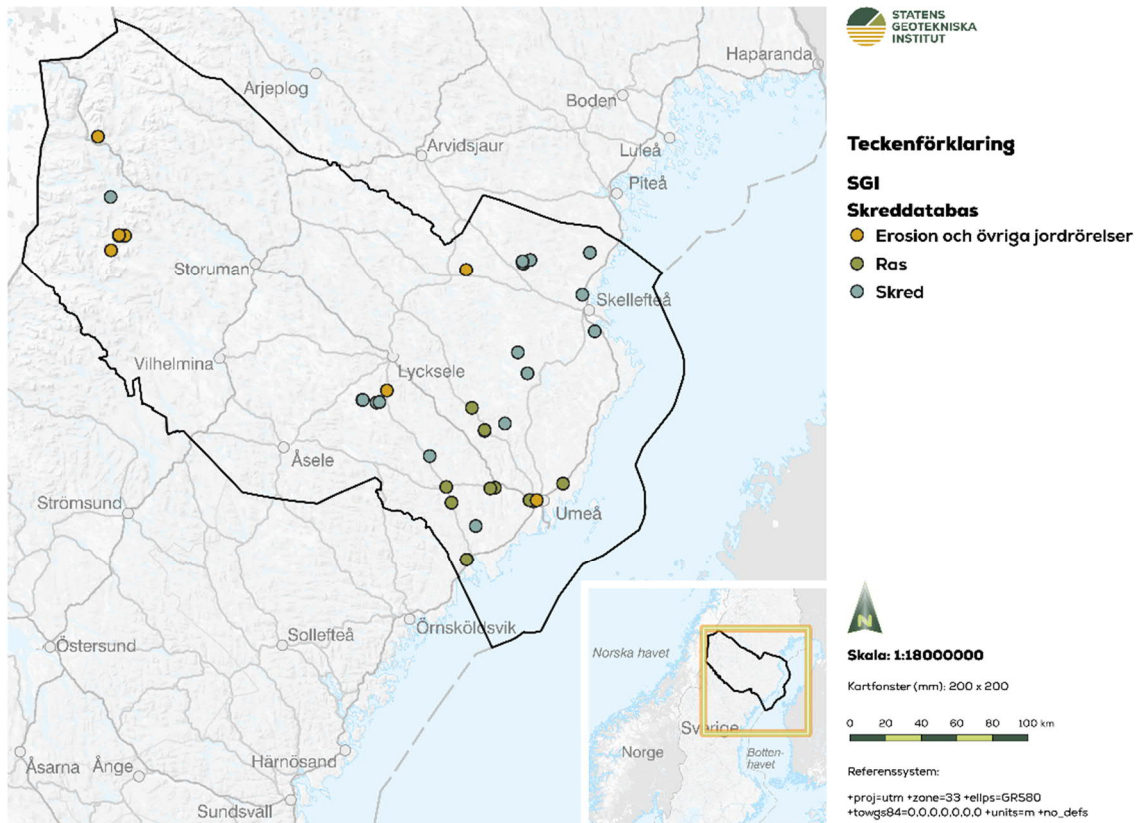 STATENS
GEOTEKNISKA
INSTITUT
Haparanda
Arjeplog
Boden
Arvidsjaur
Luleå
Piteå
Storuman
Skellefteå
Vilhelmina
Lycksele
Åsele
Strömsund
Umeå
Örnsköldsvik
Sollefteå
Östersund
Härnösand
Åsarna
Ånge
Sundsvall
Norska havet
Sverige
Norge
Botten-
havet
Teckenförklaring
SGI
Skreddatabas
Erosion och övriga jordrörelser
Ras
Skred
N
Skala: 1:18000000
Kartfonster (mm): 200 x 200
0 20 40 60 80 100 km
Referenssystem:
+proj=utm +zone=33 +ellps=GRS80
+towgs84=0,0,0,0,0,0,0 +units=m +no_defs